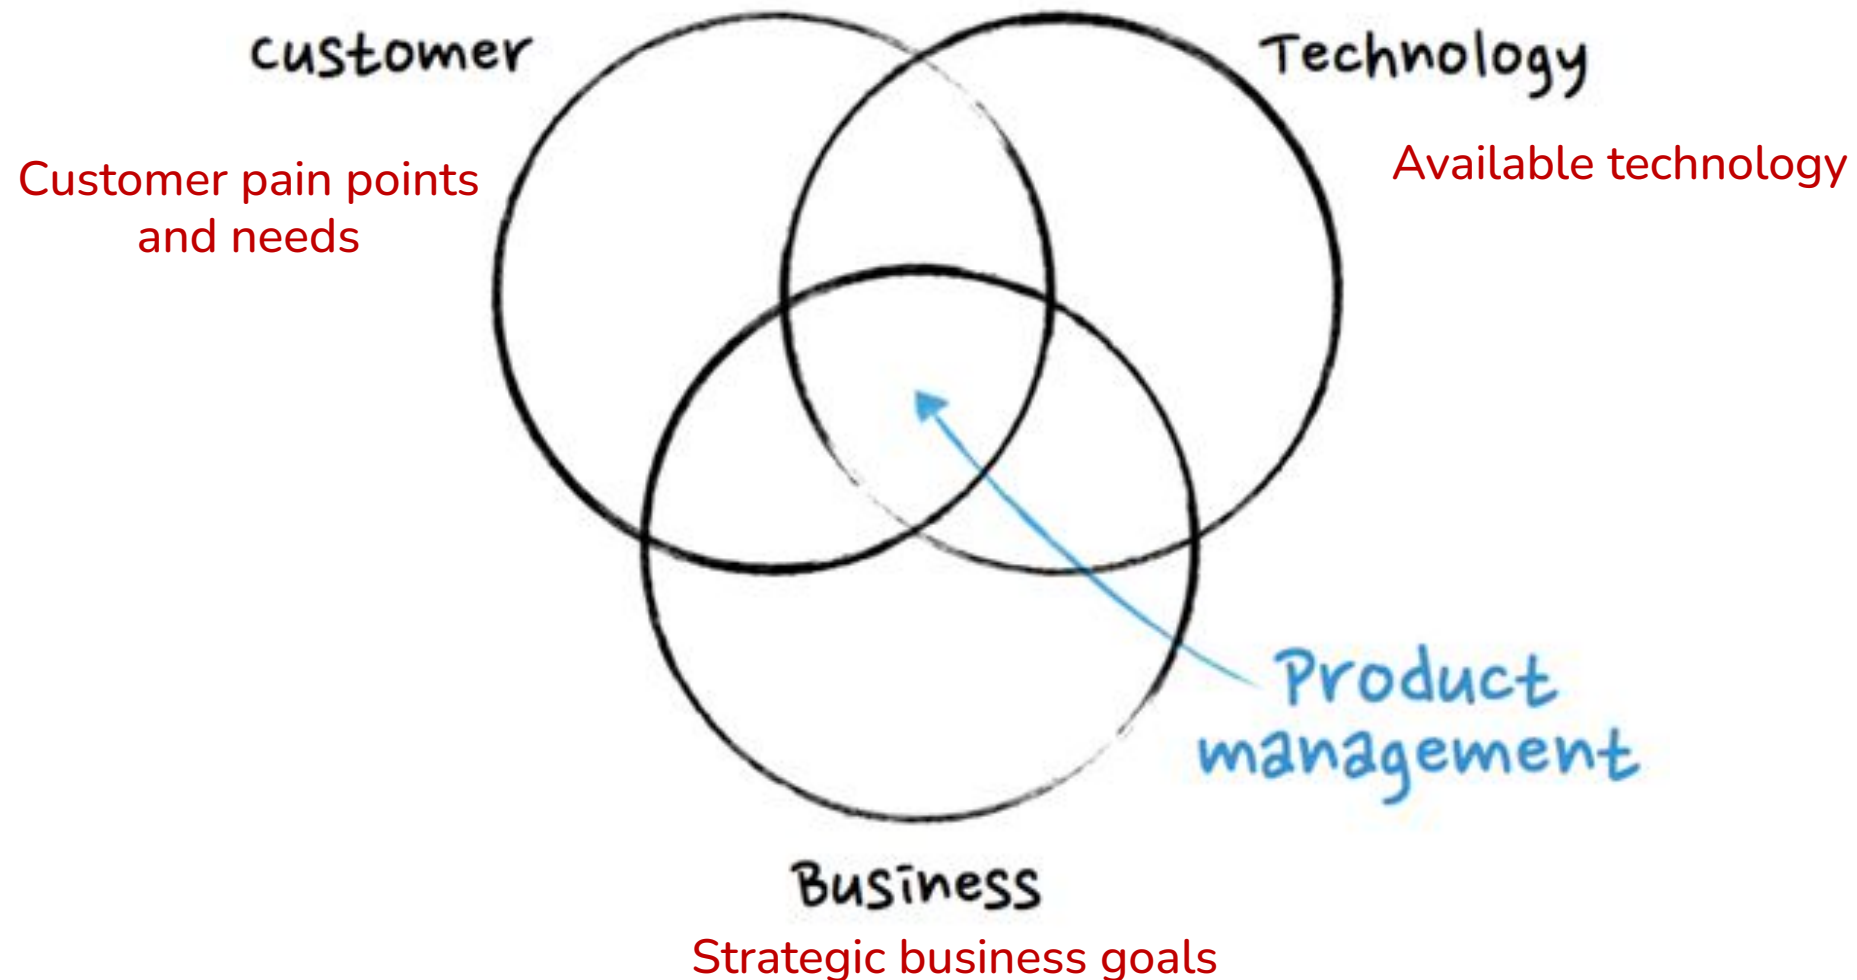 Customer
Technology
Customer pain points
and needs
Available technology
Product
management
Business
Strategic business goals